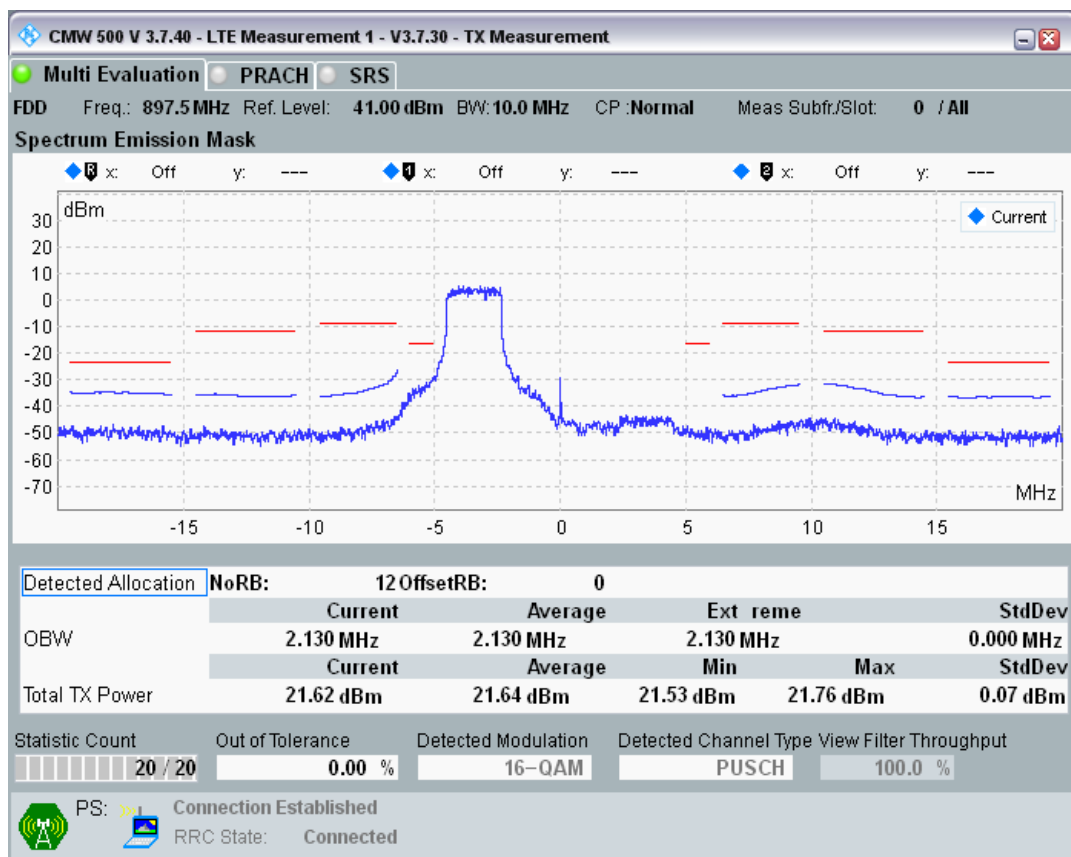 CMW 500 V 3.7.40 - LTE Measurement 1 - V3.7.30 - TX Measurement
Multi Evaluation PRACH SRS
FDD Freq.: 897.5 MHz Ref. Level: 41.00 dBm BW: 10.0 MHz CP :Normal Meas Subfr./Slot: 0 / All
Spectrum Emission Mask
R x: Off y: --- 1 x: Off y: --- 2 x: Off y: ---
dBm
Current
30
20
10
0
-10
-20
-30
-40
-50
-60
-70
MHz
-15 -10 -5 0 5 10 15
Detected Allocation NoRB: 12 OffsetRB: 0
Current Average Ext reme StdDev
OBW 2.130 MHz 2.130 MHz 2.130 MHz 0.000 MHz
Current Average Min Max StdDev
Total TX Power 21.62 dBm 21.64 dBm 21.53 dBm 21.76 dBm 0.07 dBm
Statistic Count Out of Tolerance Detected Modulation Detected Channel Type View Filter Throughput
20 / 20 0.00 % 16-QAM PUSCH 100.0 %
PS: Connection Established
RRC State: Connected